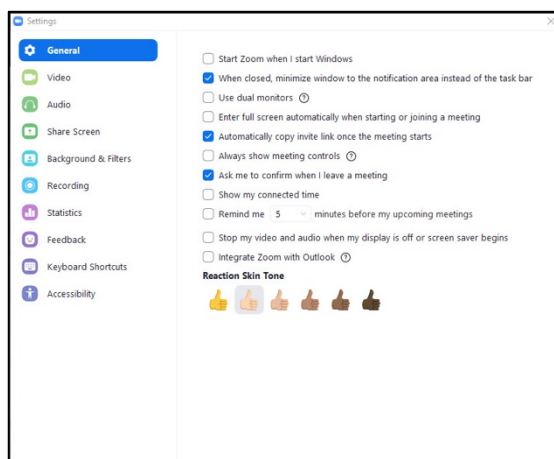 Settings
General
Video
Audio
Share Screen
Background & Filters
Recording
Statistics
Feedback
Keyboard Shortcuts
Accessibility
Start Zoom when I start Windows
When closed, minimize window to the notification area instead of the task bar
Use dual monitors ?
Enter full screen automatically when starting or joining a meeting
Automatically copy invite link once the meeting starts
Always show meeting controls ?
Ask me to confirm when I leave a meeting
Show my connected time
Remind me 5 minutes before my upcoming meetings
Stop my video and audio when my display is off or screen saver begins
Integrate Zoom with Outlook ?
Reaction Skin Tone